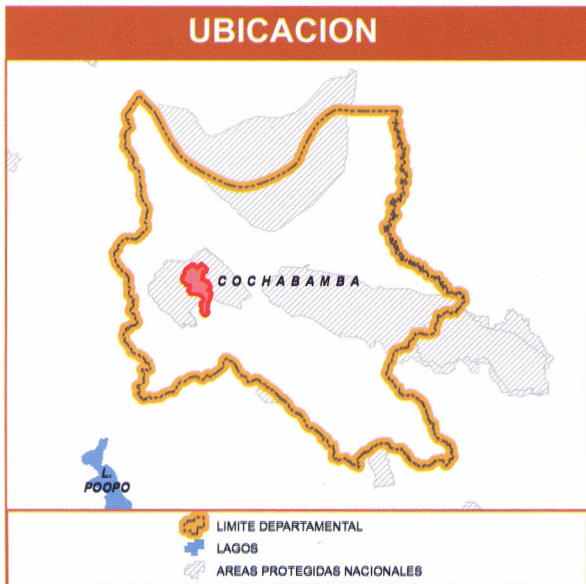 UBICACION
COCHABAMBA
L.
POOPO
LIMITE DEPARTAMENTAL
LAGOS
AREAS PROTEGIDAS NACIONALES